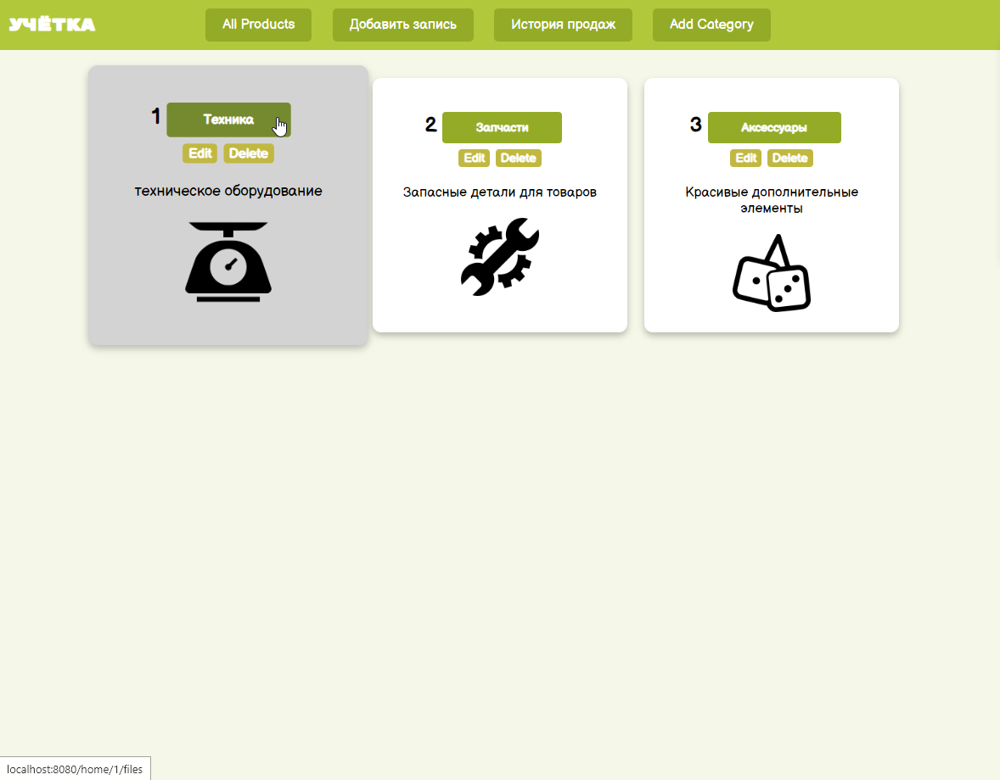 УЧЁТКА
All Products
Добавить запись
История продаж
Add Category
1 Техника
Edit Delete
техническое оборудование
2 Запчасти
Edit Delete
Запасные детали для товаров
3 Аксессуары
Edit Delete
Красивые дополнительные
элементы
localhost:8080/home/1/files